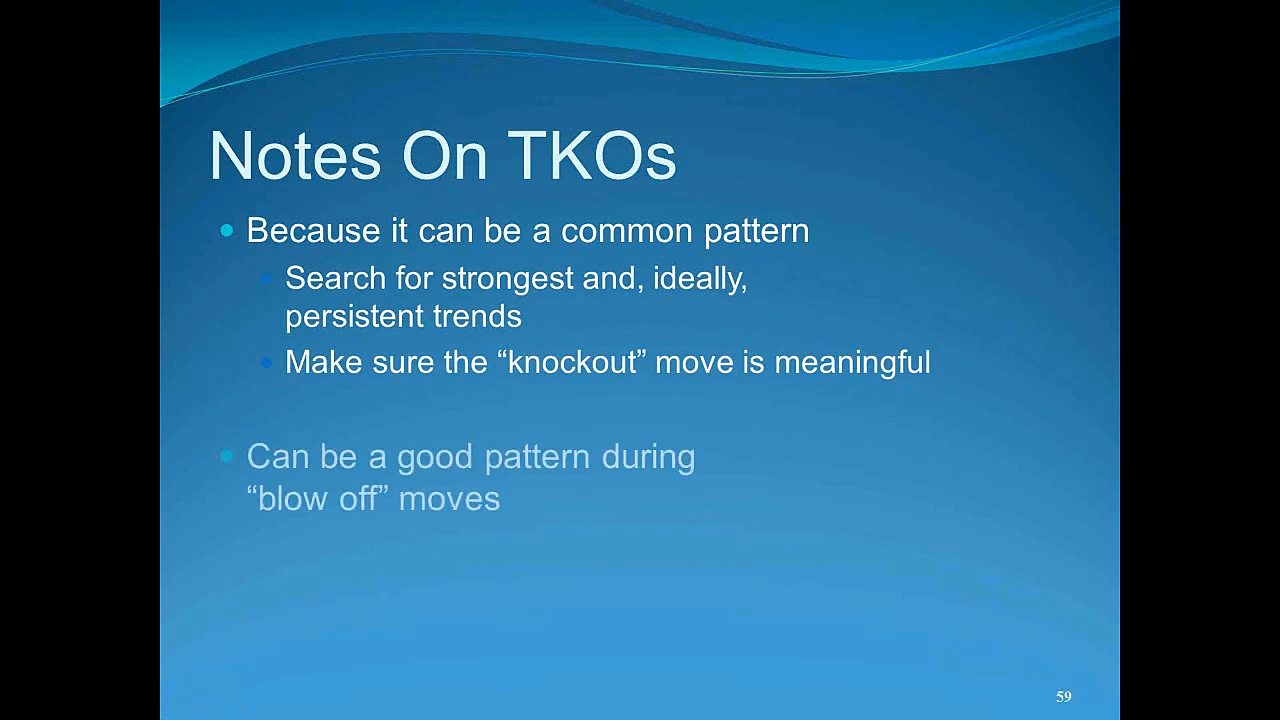 Notes On TKOs
Because it can be a common pattern
Search for strongest and, ideally,
persistent trends
Make sure the “knockout” move is meaningful
Can be a good pattern during
“blow off” moves
59